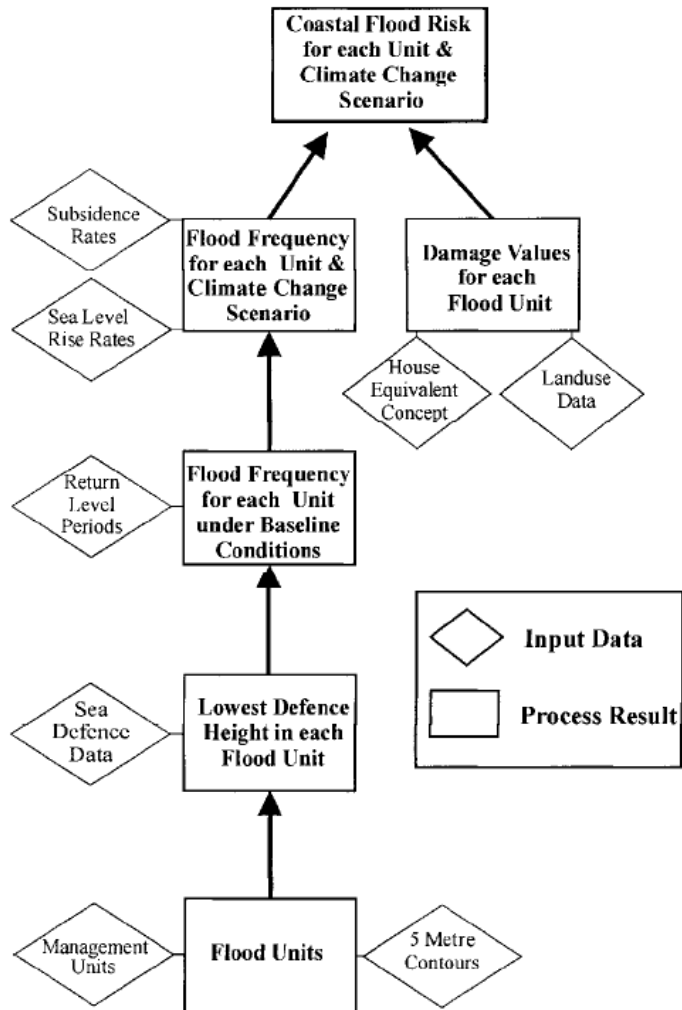 Coastal Flood Risk
for each Unit &
Climate Change
Scenario
Subsidence
Rates
Flood Frequency
for each Unit &
Climate Change
Scenario
Damage Values
for each
Flood Unit
Sea Level
Rise Rates
House
Equivalent
Concept
Landuse
Data
Return
Level
Periods
Flood Frequency
for each Unit
under Baseline
Conditions
Input Data
Process Result
Sea
Defence
Data
Lowest Defence
Height in each
Flood Unit
Management
Units
Flood Units
5 Metre
Contours